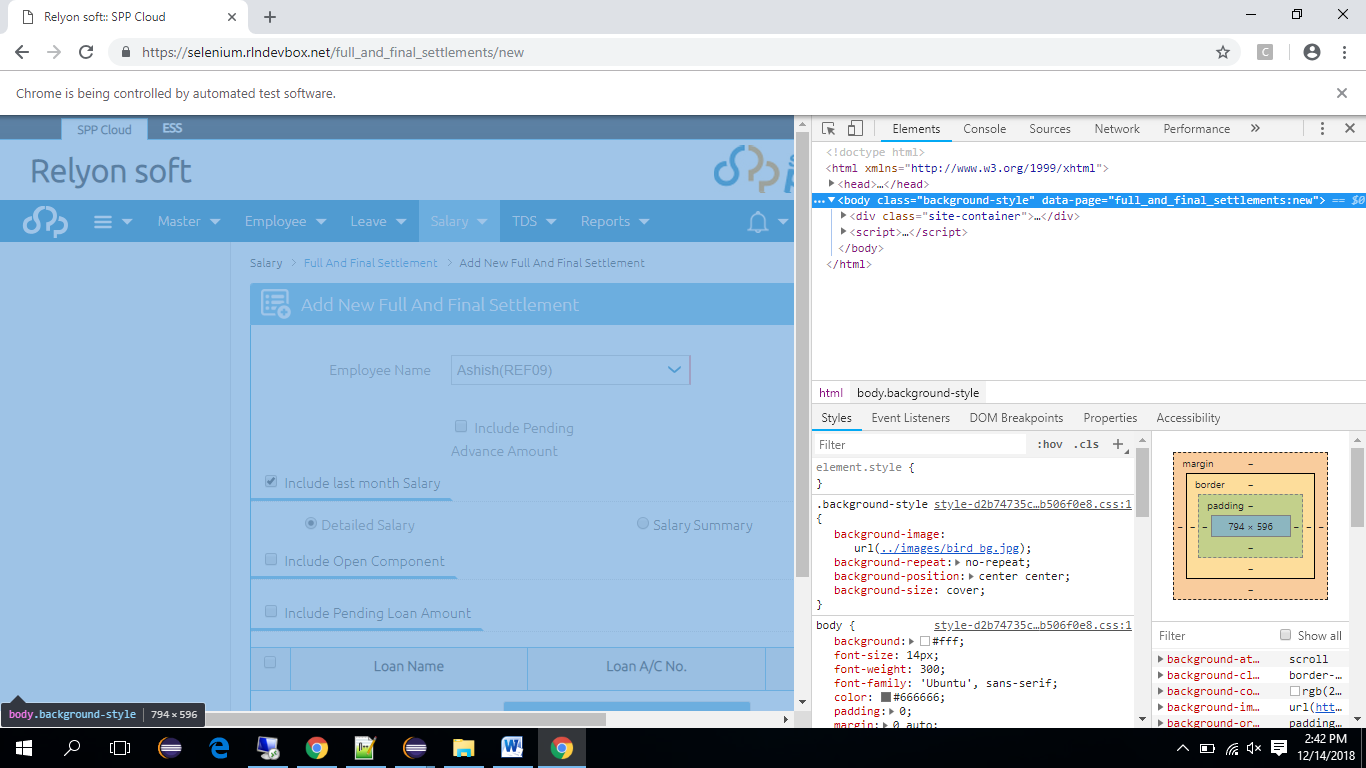 Relyon soft:: SPP Cloud
https://selenium.rlndevbox.net/full_and_final_settlements/new
Chrome is being controlled by automated test software.
SPP Cloud ESS
Relyon soft
Master Employee Leave Salary TDS Reports
Salary > Full And Final Settlement > Add New Full And Final Settlement
Add New Full And Final Settlement
Employee Name Ashish(REF09)
Include Pending
Advance Amount
Include last month Salary
Detailed Salary Salary Summary
Include Open Component
Include Pending Loan Amount
Loan Name Loan A/C No.
body.background-style | 794 × 596
Elements Console Sources Network Performance »
<!doctype html>
<html xmlns="http://www.w3.org/1999/xhtml">
<head>…</head>
<body class="background-style" data-page="full_and_final_settlements:new"> == $0
<div class="site-container">…</div>
<script>…</script>
</body>
</html>
html body.background-style
Styles Event Listeners DOM Breakpoints Properties Accessibility
Filter :hov .cls +
element.style {
}
.background-style style-d2b74735c…b506f0e8.css:1
{
background-image:
url(../images/bird_bg.jpg);
background-repeat: no-repeat;
background-position: center center;
background-size: cover;
}
body { style-d2b74735c…b506f0e8.css:1
background: #fff;
font-size: 14px;
font-weight: 300;
font-family: 'Ubuntu', sans-serif;
color: #666666;
padding: 0;
margin: 0 auto;
margin –
border –
padding –
– – – 794 × 596 – – –
–
–
–
Filter Show all
background-at… scroll
background-cl… border-…
background-co… rgb(2…
background-im… url(htt…
background-or… padding…
2:42 PM
12/14/2018